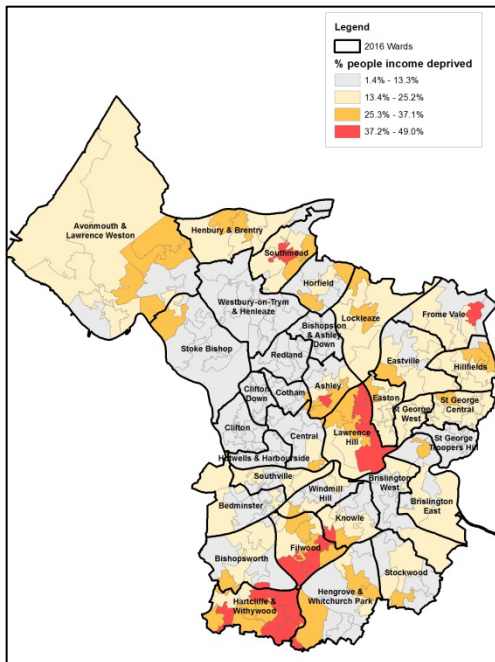 Legend
2016 Wards
% people income deprived
1.4% - 13.3%
13.4% - 25.2%
25.3% - 37.1%
37.2% - 49.0%
Avonmouth &
Lawrence Weston
Henbury & Brentry
Southmead
Horfield
Westbury-on-Trym
& Henleaze
Lockleaze
Frome Vale
Bishopston
& Ashley
Down
Stoke Bishop
Redland
Eastville
Hillfields
Clifton
Down
Cotham
Ashley
Easton
St George
Central
St George
West
Clifton
Central
Lawrence
Hill
St George
Troopers Hill
Hotwells & Harbourside
Southville
Windmill
Hill
Brislington
West
Bedminster
Knowle
Brislington
East
Bishopsworth
Filwood
Stockwood
Hengrove &
Whitchurch Park
Hartcliffe &
Withywood